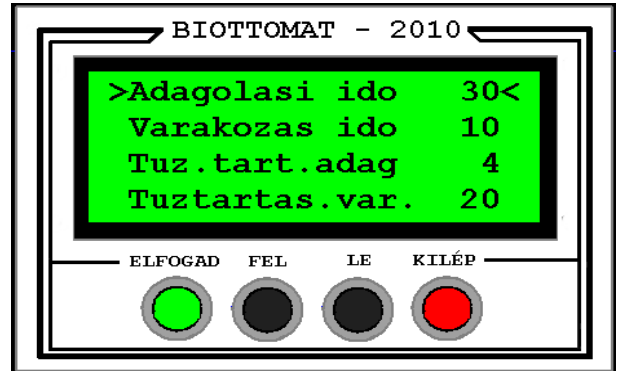 BIOTTOMAT - 2010
>Adagolasi ido 30<
Varakozas ido 10
Tuz.tart.adag 4
Tuztartas.var. 20
ELFOGAD FEL LE KILÉP